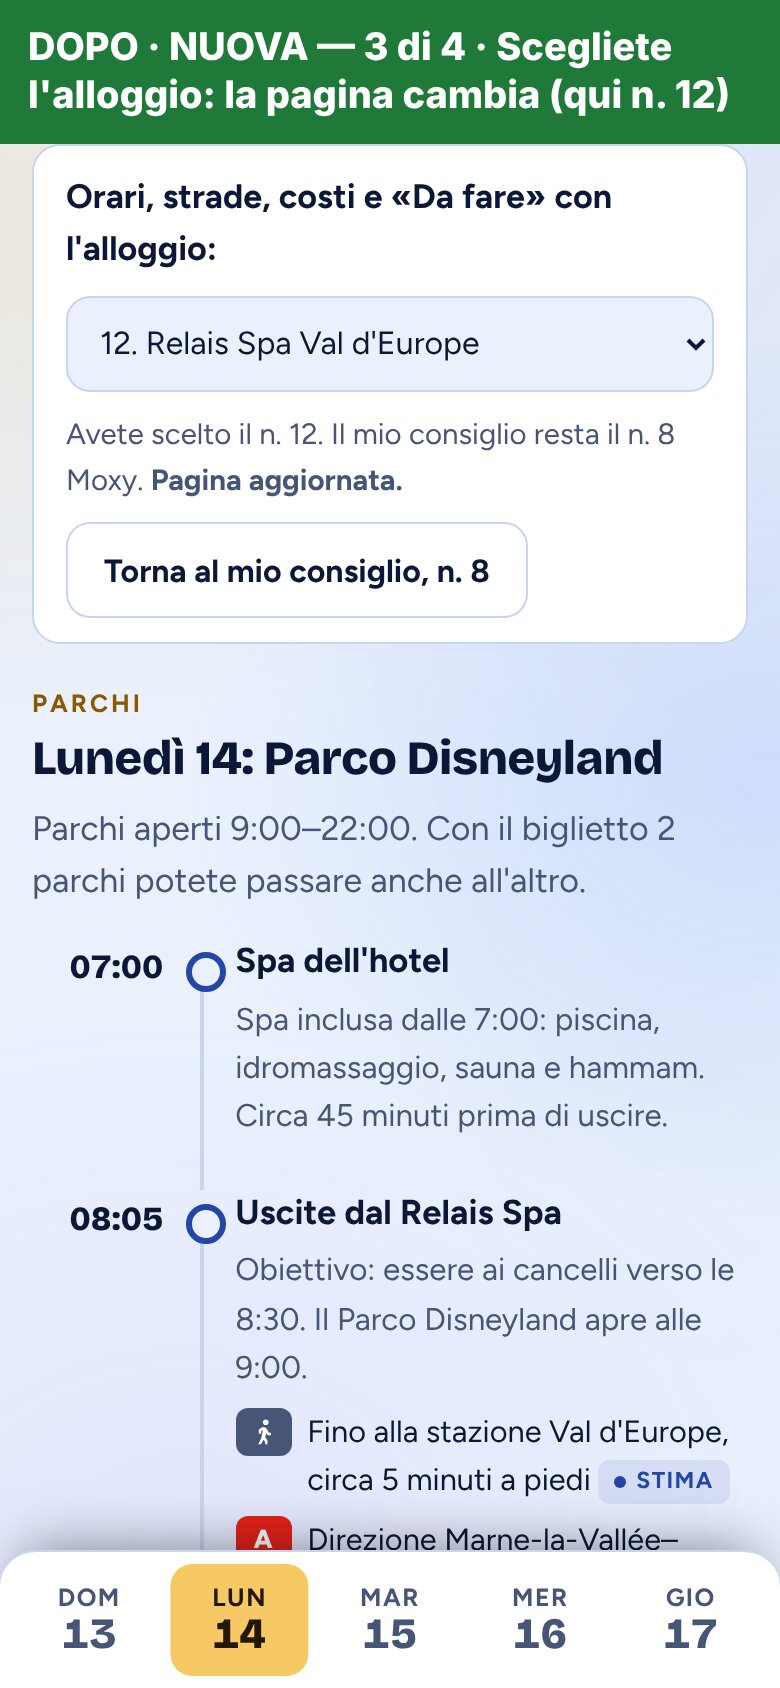 DOPO · NUOVA — 3 di 4 · Scegliete
l'alloggio: la pagina cambia (qui n. 12)
Orari, strade, costi e «Da fare» con
l'alloggio:
12. Relais Spa Val d'Europe
Avete scelto il n. 12. Il mio consiglio resta il n. 8
Moxy. Pagina aggiornata.
Torna al mio consiglio, n. 8
PARCHI
Lunedì 14: Parco Disneyland
Parchi aperti 9:00–22:00. Con il biglietto 2
parchi potete passare anche all'altro.
07:00 Spa dell'hotel
Spa inclusa dalle 7:00: piscina,
idromassaggio, sauna e hammam.
Circa 45 minuti prima di uscire.
08:05 Uscite dal Relais Spa
Obiettivo: essere ai cancelli verso le
8:30. Il Parco Disneyland apre alle
9:00.
Fino alla stazione Val d'Europe,
circa 5 minuti a piedi • STIMA
A Direzione Marne-la-Vallée–
DOM LUN MAR MER GIO
13 14 15 16 17